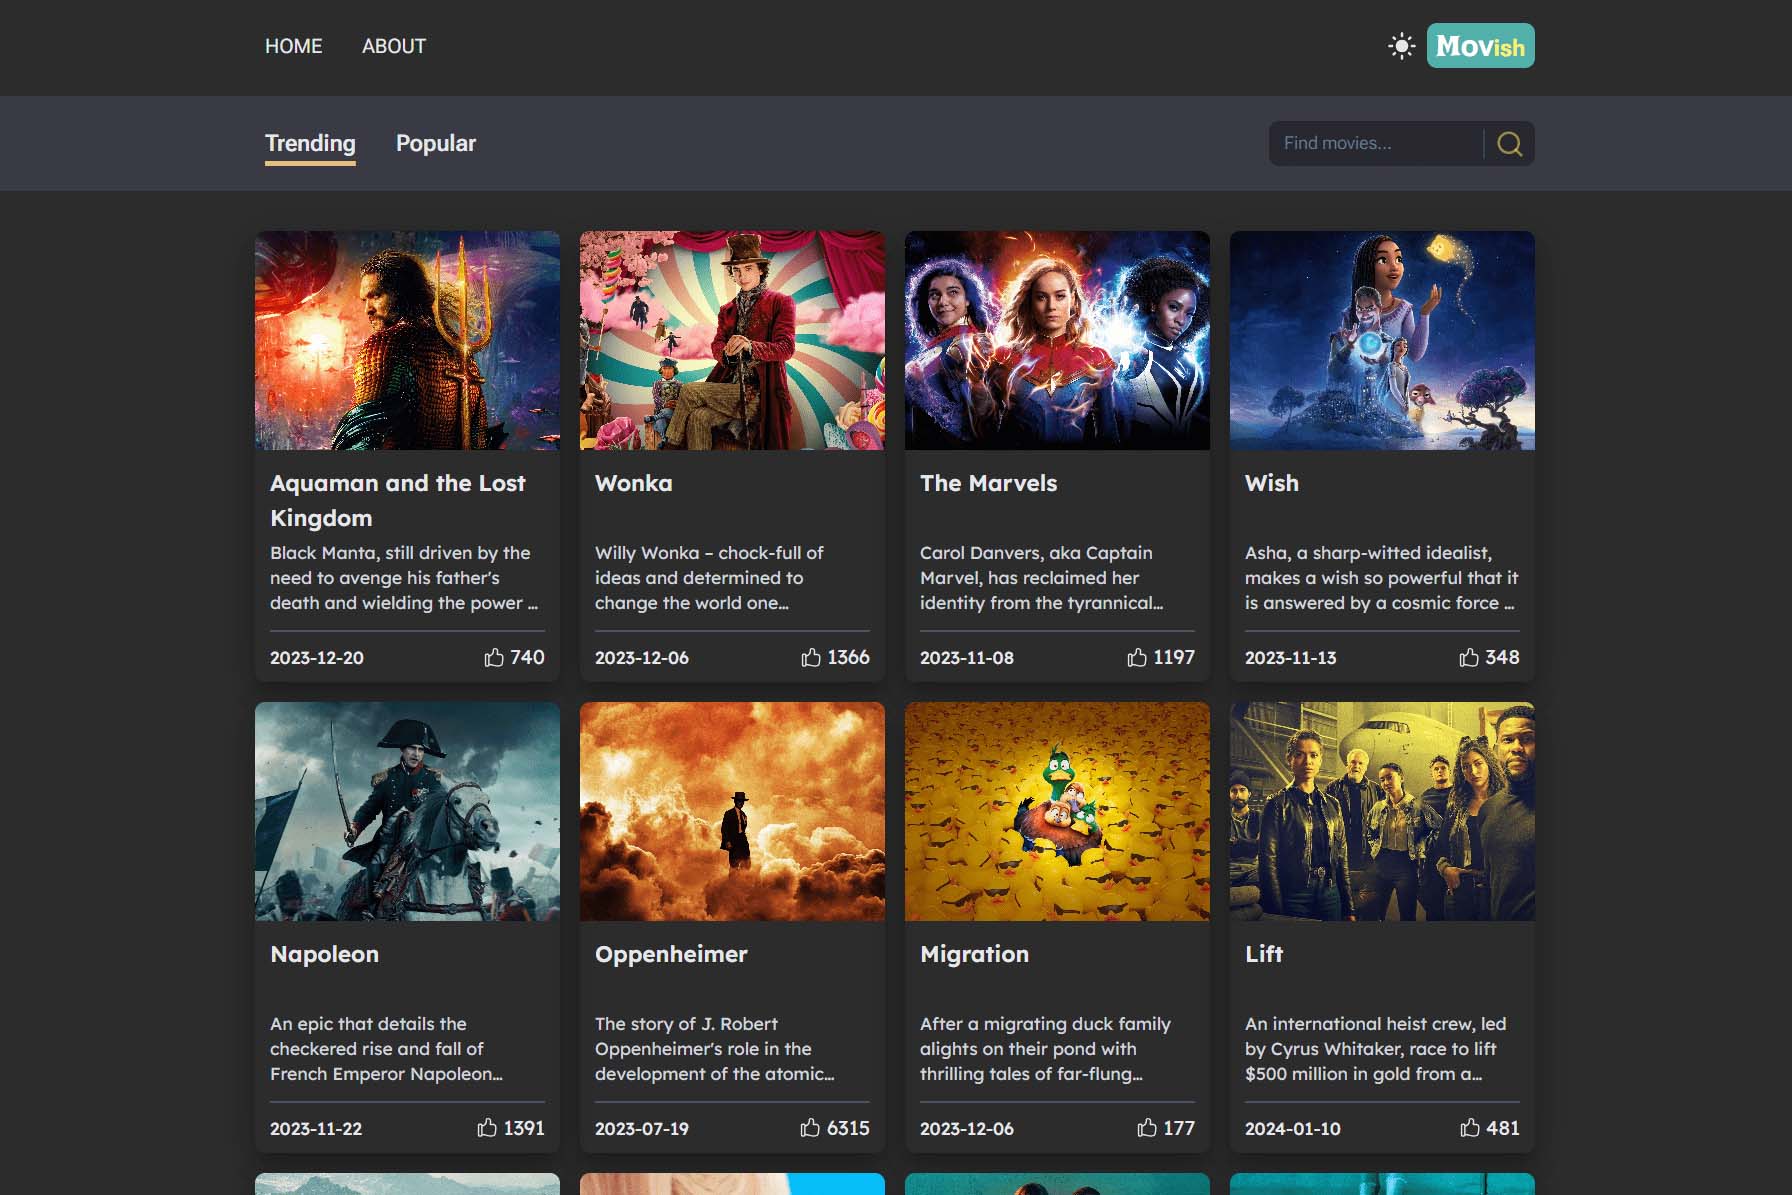 HOME ABOUT Movish
Trending Popular Find movies...
Aquaman and the Lost
Kingdom
Black Manta, still driven by the
need to avenge his father's
death and wielding the power ...
2023-12-20 740
Wonka
Willy Wonka – chock-full of
ideas and determined to
change the world one...
2023-12-06 1366
The Marvels
Carol Danvers, aka Captain
Marvel, has reclaimed her
identity from the tyrannical...
2023-11-08 1197
Wish
Asha, a sharp-witted idealist,
makes a wish so powerful that it
is answered by a cosmic force ...
2023-11-13 348
Napoleon
An epic that details the
checkered rise and fall of
French Emperor Napoleon...
2023-11-22 1391
Oppenheimer
The story of J. Robert
Oppenheimer's role in the
development of the atomic...
2023-07-19 6315
Migration
After a migrating duck family
alights on their pond with
thrilling tales of far-flung...
2023-12-06 177
Lift
An international heist crew, led
by Cyrus Whitaker, race to lift
$500 million in gold from a...
2024-01-10 481